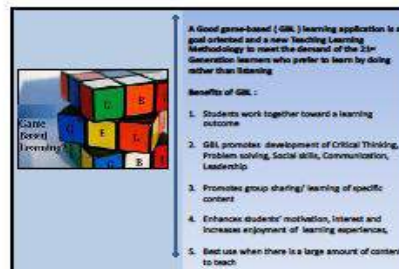 Game
Based
Learning
G
B
G
E
L
A Good game-based ( GBL ) learning application is a
goal oriented and a new Teaching Learning
Methodology to meet the demand of the 21st
Generation learners who prefer to learn by doing
rather than listening
Benefits of GBL :
1. Students work together toward a learning
outcome
2. GBL promotes development of Critical Thinking,
Problem solving, Social skills, Communication,
Leadership
3. Promotes group sharing/ learning of specific
content
4. Enhances students' motivation, interest and
increases enjoyment of learning experiences,
5. Best use when there is a large amount of content
to teach